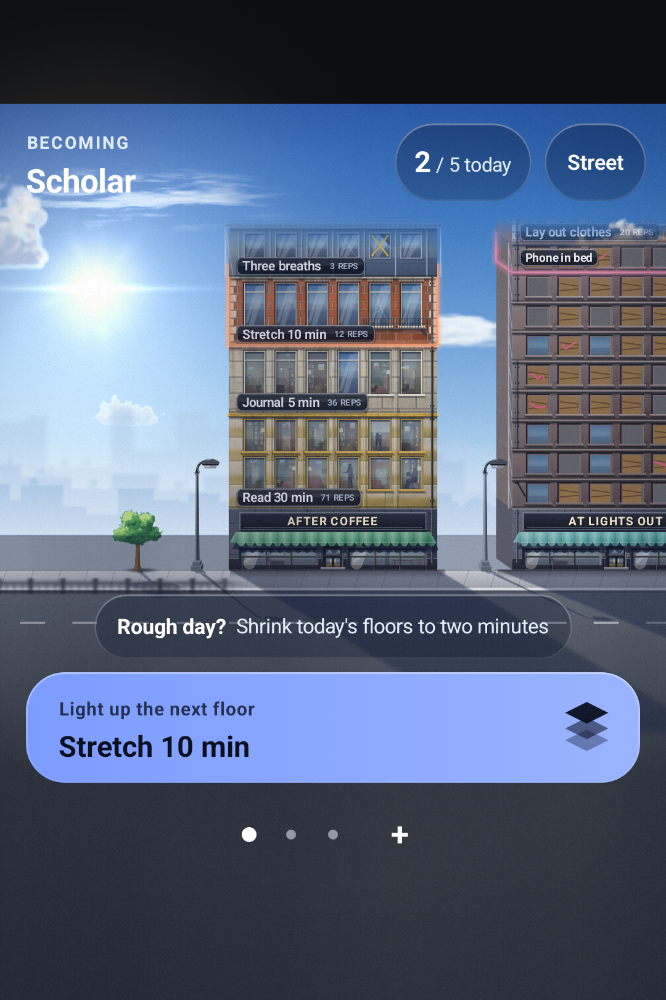 BECOMING
Scholar
2 / 5 today
Street
Three breaths 3 REPS
Stretch 10 min 12 REPS
Journal 5 min 36 REPS
Read 30 min 71 REPS
AFTER COFFEE
Lay out clothes 20 REPS
Phone in bed
AT LIGHTS OUT
Rough day? Shrink today's floors to two minutes
Light up the next floor
Stretch 10 min
+